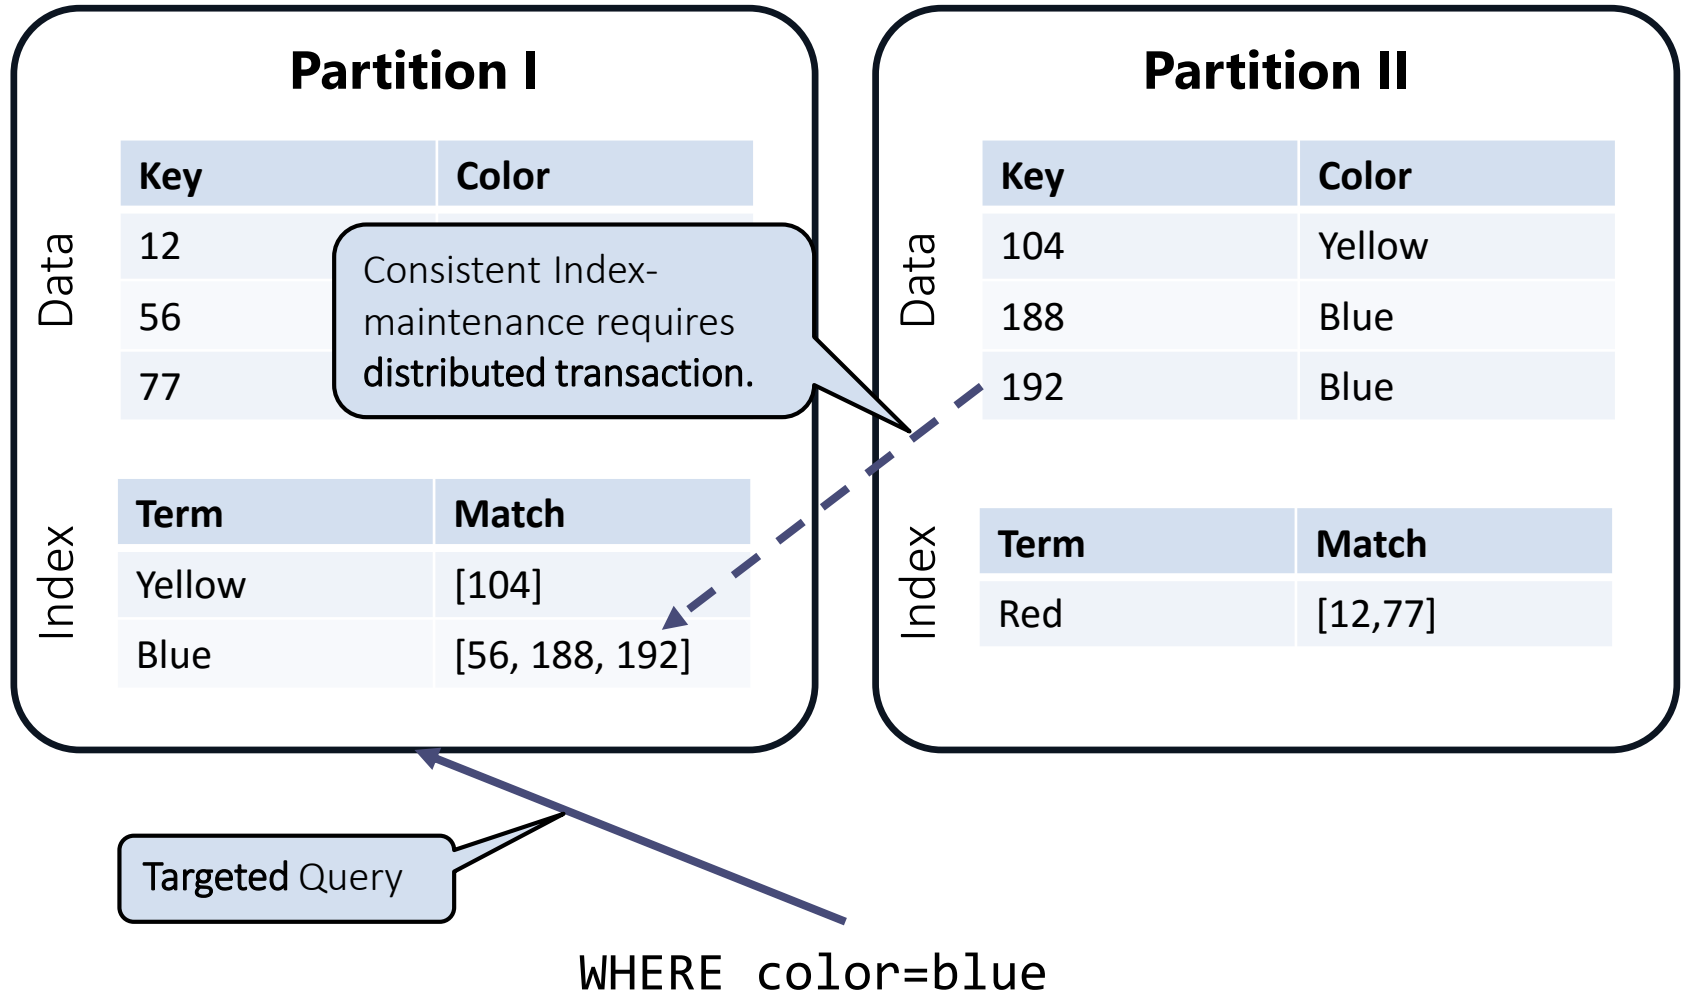 Partition I
Data
Key Color
12
56
77
Consistent Index-
maintenance requires
distributed transaction.
Index
Term Match
Yellow [104]
Blue [56, 188, 192]
Partition II
Data
Key Color
104 Yellow
188 Blue
192 Blue
Index
Term Match
Red [12,77]
Targeted Query
WHERE color=blue